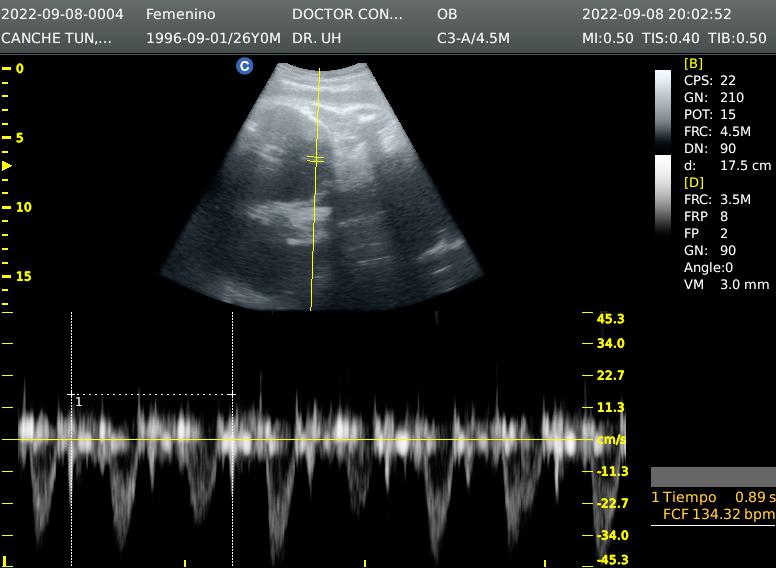 2022-09-08-0004 Femenino DOCTOR CON... OB 2022-09-08 20:02:52
CANCHE TUN,... 1996-09-01/26Y0M DR. UH C3-A/4.5M MI:0.50 TIS:0.40 TIB:0.50
C
0
5
10
15
[B]
CPS: 22
GN: 210
POT: 15
FRC: 4.5M
DN: 90
d: 17.5 cm
[D]
FRC: 3.5M
FRP 8
FP 2
GN: 90
Angle:0
VM 3.0 mm
45.3
34.0
22.7
11.3
cm/s
-11.3
-22.7
-34.0
-45.3
1
1 Tiempo 0.89 s
FCF 134.32 bpm